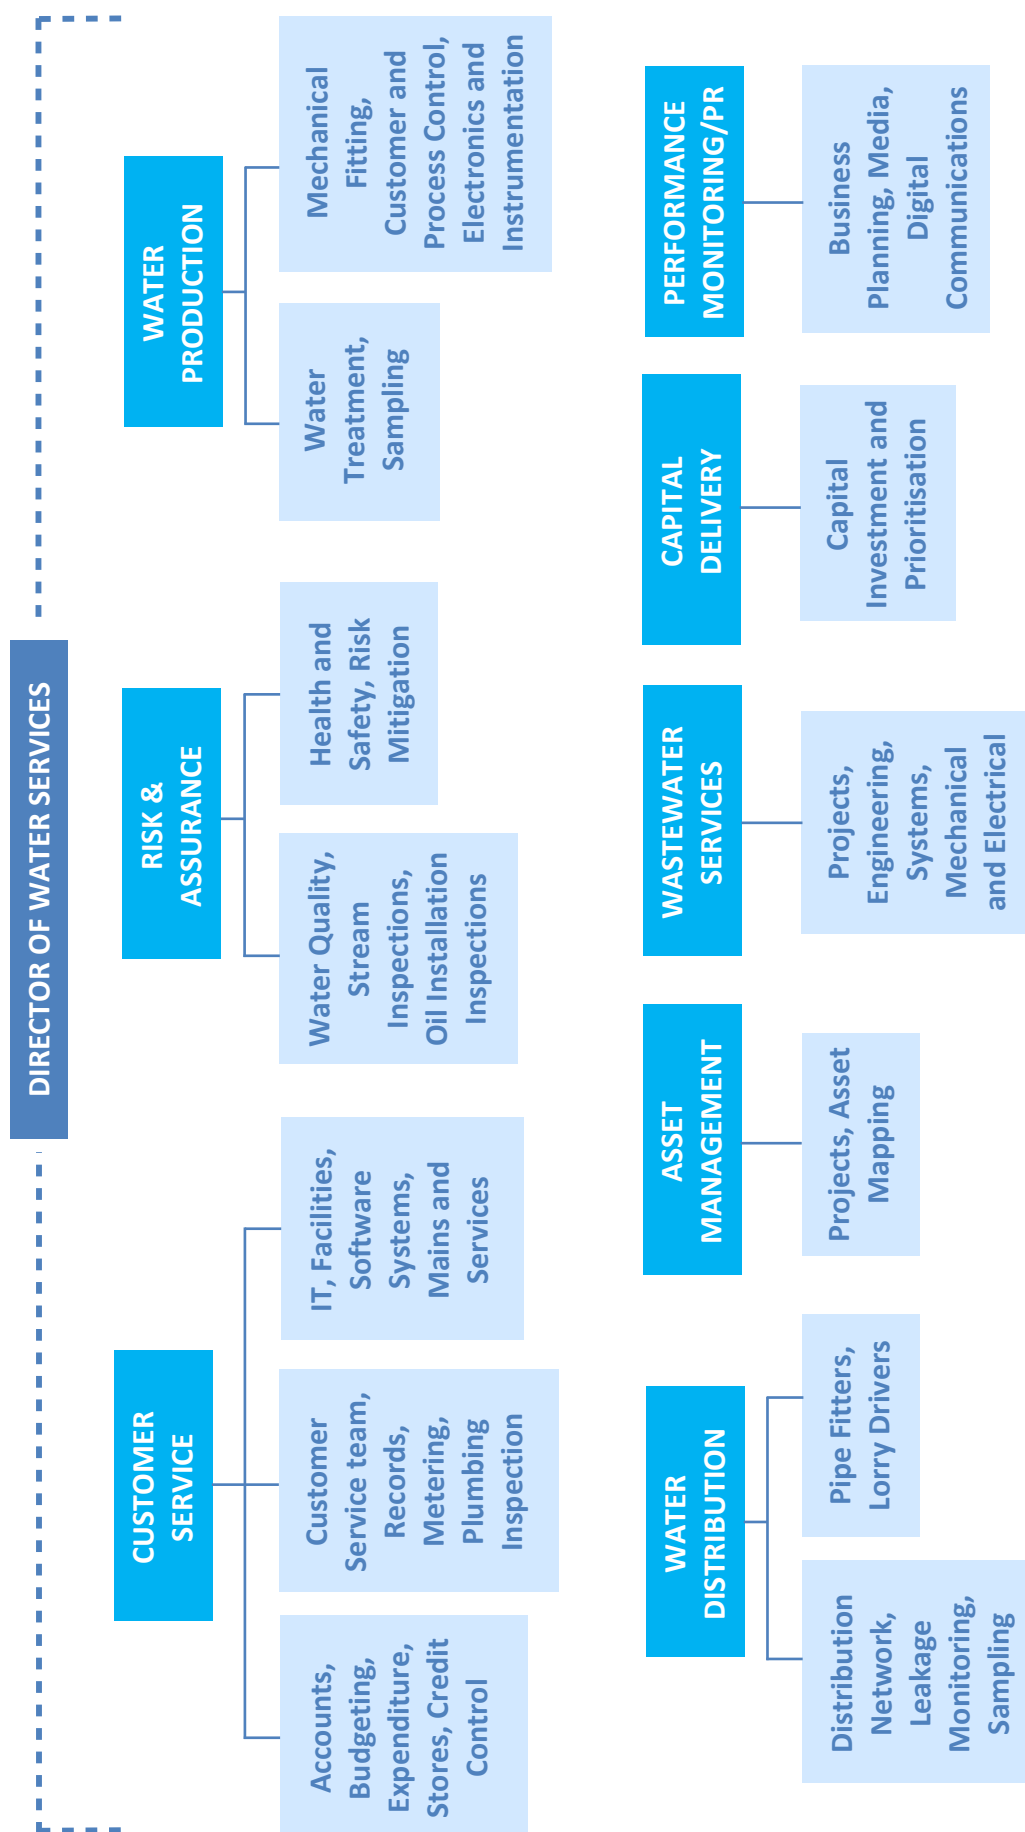 DIRECTOR OF WATER SERVICES
CUSTOMER
SERVICE
Accounts,
Budgeting,
Expenditure,
Stores, Credit
Control
Customer
Service team,
Records,
Metering,
Plumbing
Inspection
IT, Facilities,
Software
Systems,
Mains and
Services
RISK &
ASSURANCE
Water Quality,
Stream
Inspections,
Oil Installation
Inspections
Health and
Safety, Risk
Mitigation
WATER
PRODUCTION
Water
Treatment,
Sampling
Mechanical
Fitting,
Customer and
Process Control,
Electronics and
Instrumentation
WATER
DISTRIBUTION
Distribution
Network,
Leakage
Monitoring,
Sampling
Pipe Fitters,
Lorry Drivers
ASSET
MANAGEMENT
Projects, Asset
Mapping
WASTEWATER
SERVICES
Projects,
Engineering,
Systems,
Mechanical
and Electrical
CAPITAL
DELIVERY
Capital
Investment and
Prioritisation
PERFORMANCE
MONITORING/PR
Business
Planning, Media,
Digital
Communications